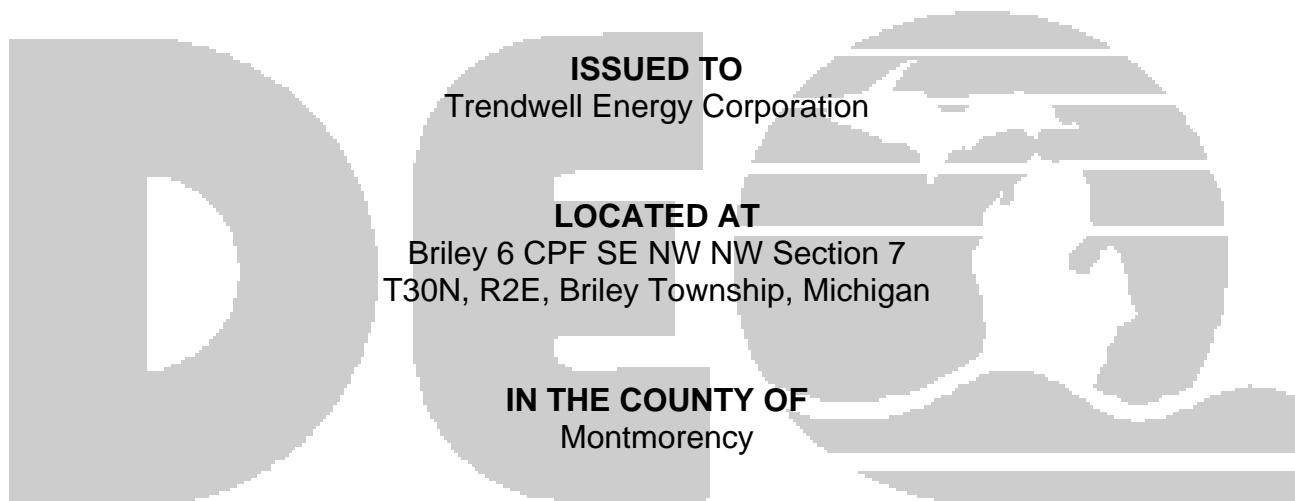 DEQ
ISSUED TO
Trendwell Energy Corporation
LOCATED AT
Briley 6 CPF SE NW NW Section 7
T30N, R2E, Briley Township, Michigan
IN THE COUNTY OF
Montmorency